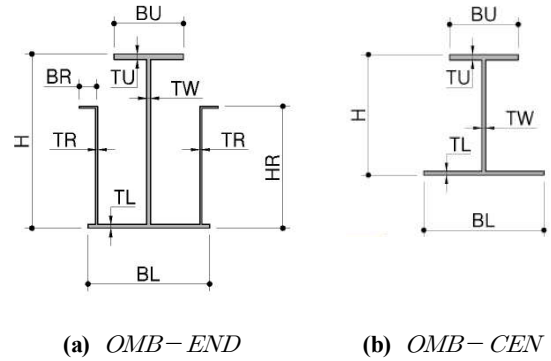 BU
BU
BR
TU
TU
TW
H
H
TW
TR
TR
HR
TL
TL
BL
BL
(a) OMB-END
(b) OMB-CEN